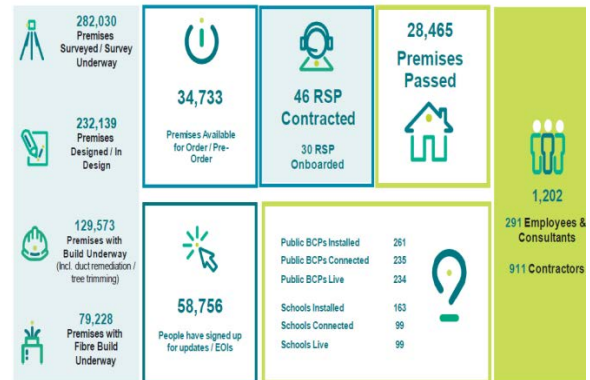 282,030
Premises
Surveyed / Survey
Underway
232,139
Premises
Designed / In
Design
129,573
Premises with
Build Underway
(Incl. duct remediation /
tree trimming)
79,228
Premises with
Fibre Build
Underway
34,733
Premises Available
for Order / Pre-
Order
46 RSP
Contracted
30 RSP
Onboarded
28,465
Premises
Passed
58,756
People have signed up
for updates / EOIs
Public BCPs Installed 261
Public BCPs Connected 235
Public BCPs Live 234
Schools Installed 163
Schools Connected 99
Schools Live 99
1,202
291 Employees &
Consultants
911 Contractors